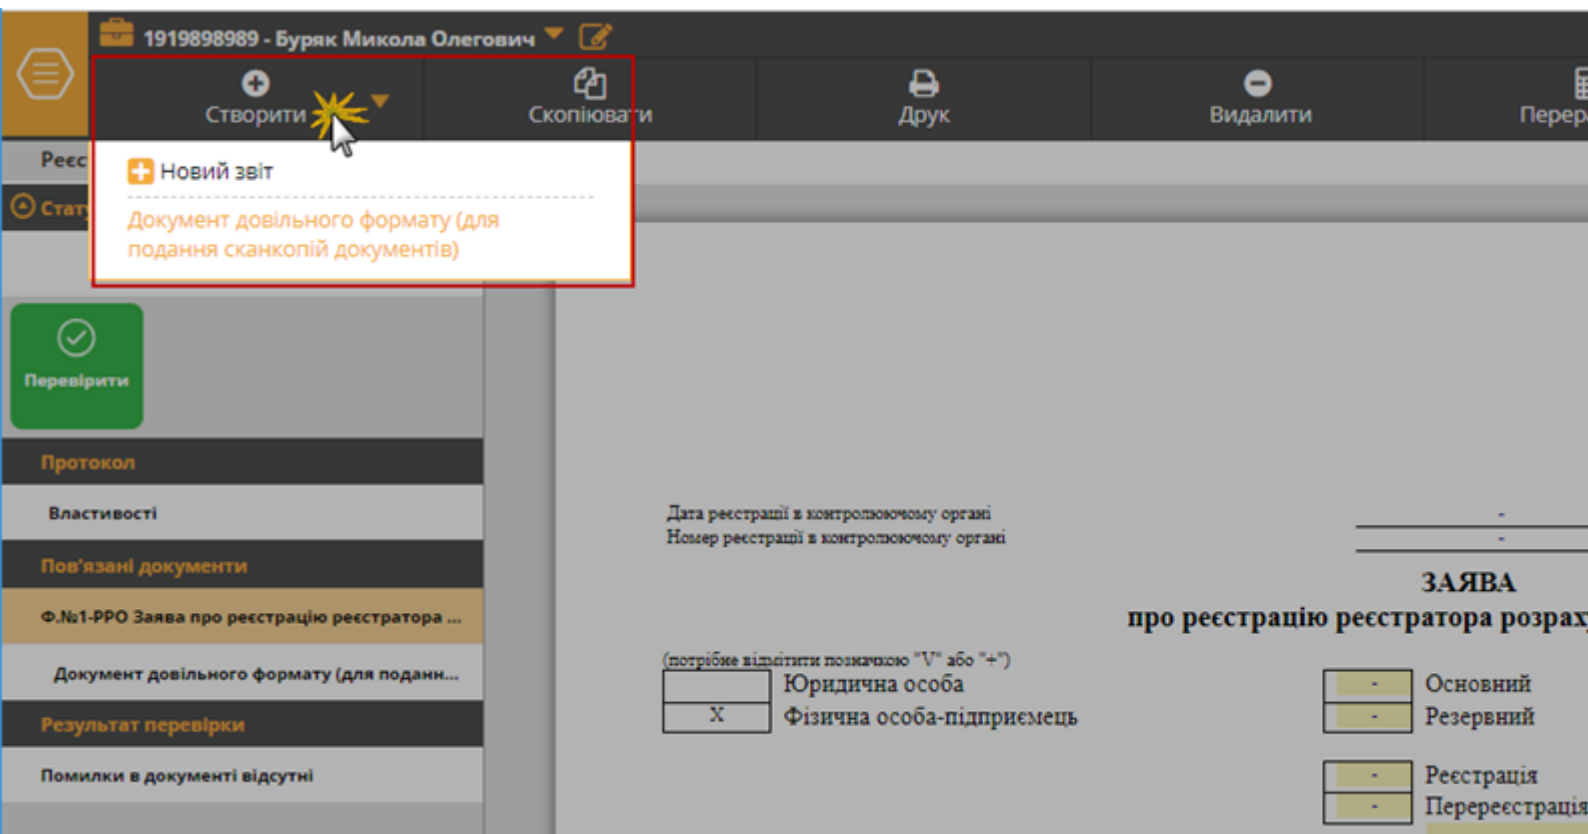 1919898989 - Буряк Микола Олегович
Створити
Скопіювати
Друк
Видалити
Новий звіт
Документ довільного формату (для
подання сканкопій документів)
Перевірити
Протокол
Властивості
Пов'язані документи
Ф.№1-РРО Заява про реєстрацію реєстратора ...
Документ довільного формату (для поданн...
Результат перевірки
Помилки в документі відсутні
Дата реєстрації в контролюючому органі -
Номер реєстрації в контролюючому органі -
ЗАЯВА
про реєстрацію реєстратора
(потрібне відмітити позначкою "V" або "+")
Юридична особа
X Фізична особа-підприємець
- Основний
- Резервний
- Реєстрація
- Перереєстрація